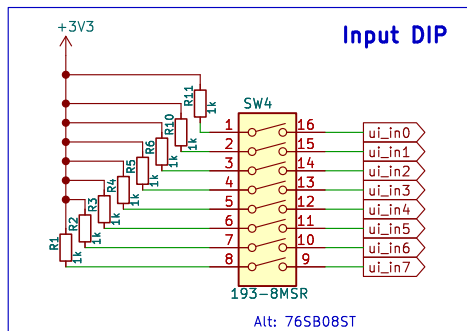 +3V3
Input DIP
SW4
R11
1k
R10
1k
R6
1k
R5
1k
R4
1k
R3
1k
R2
1k
R1
1k
1 16 ui_in0
2 15 ui_in1
3 14 ui_in2
4 13 ui_in3
5 12 ui_in4
6 11 ui_in5
7 10 ui_in6
8 9 ui_in7
193-8MSR
Alt: 76SB08ST